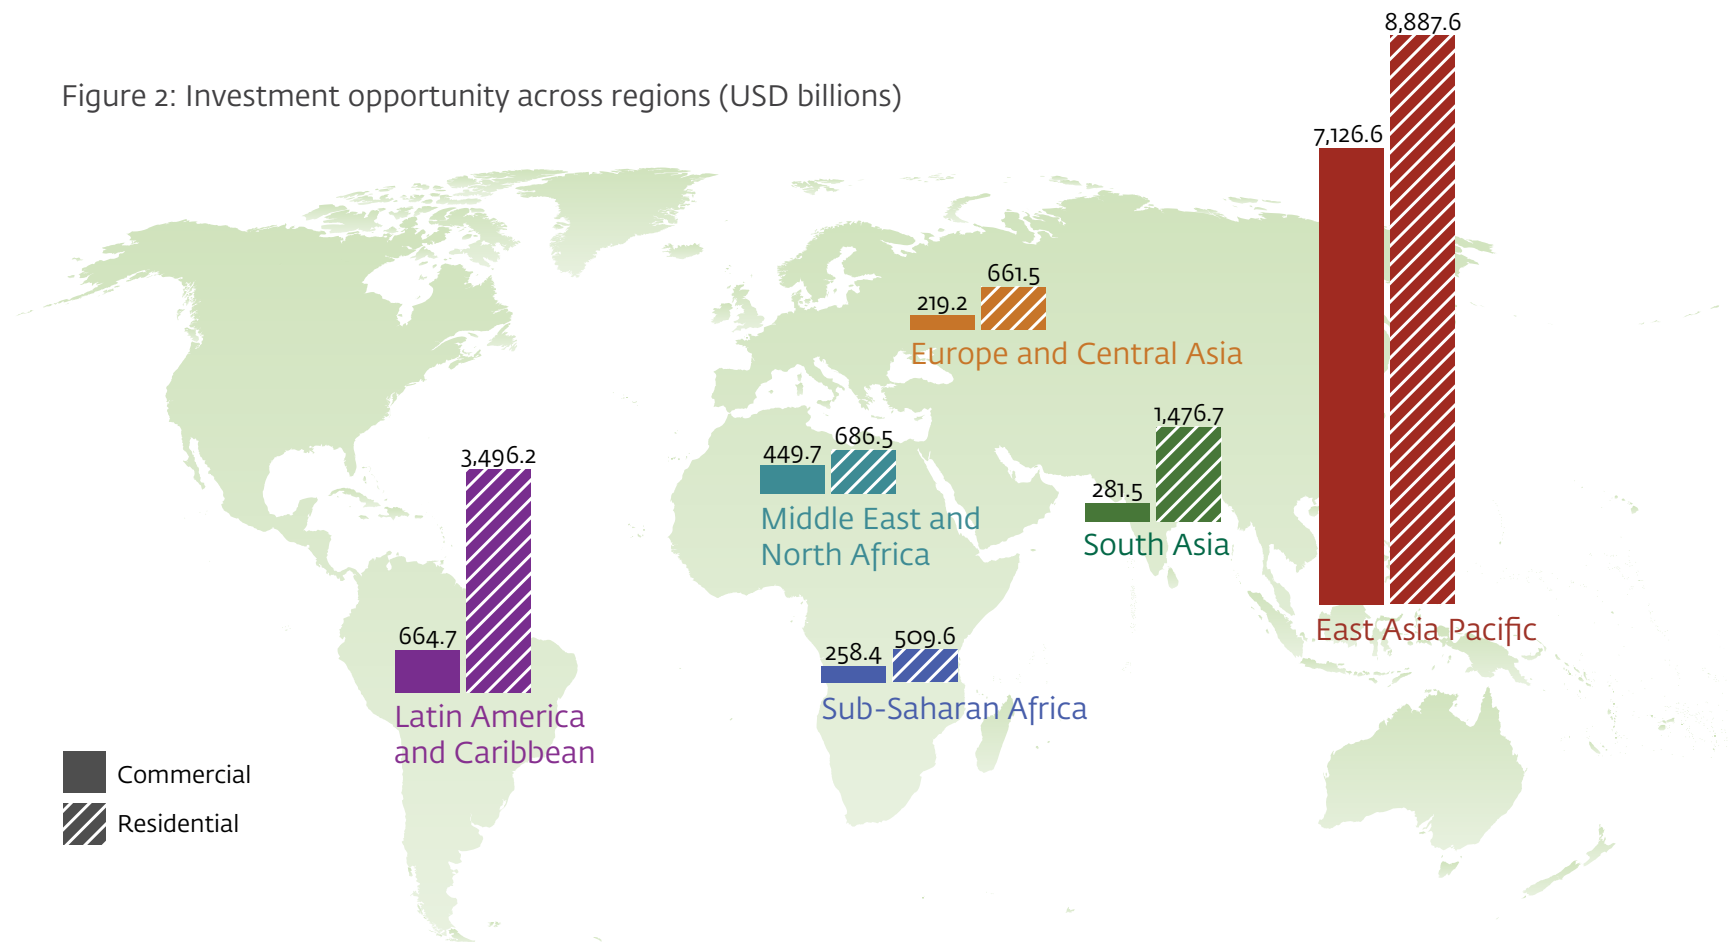 Figure 2: Investment opportunity across regions (USD billions)
8,887.6
7,126.6
East Asia Pacific
661.5
219.2
Europe and Central Asia
1,476.7
281.5
South Asia
686.5
449.7
Middle East and
North Africa
3,496.2
664.7
Latin America
and Caribbean
509.6
258.4
Sub-Saharan Africa
Commercial
Residential